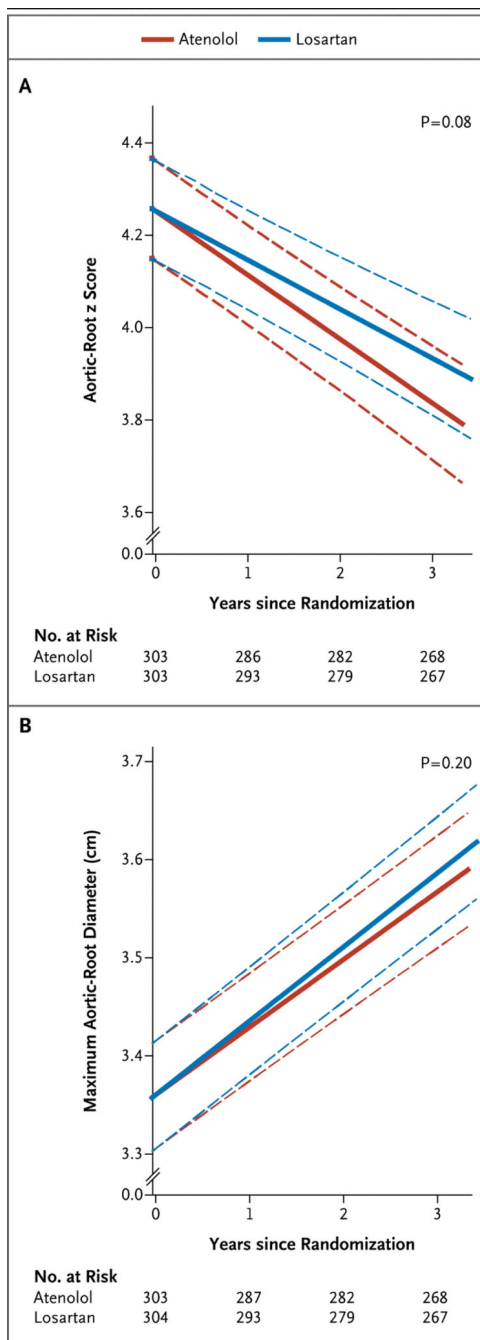 Atenolol Losartan
A
P=0.08
4.4
4.2
4.0
3.8
3.6
0.0
Aortic-Root z Score
0 1 2 3
Years since Randomization
No. at Risk
Atenolol 303 286 282 268
Losartan 303 293 279 267
B
P=0.20
3.7
3.6
3.5
3.4
3.3
0.0
Maximum Aortic-Root Diameter (cm)
0 1 2 3
Years since Randomization
No. at Risk
Atenolol 303 287 282 268
Losartan 304 293 279 267